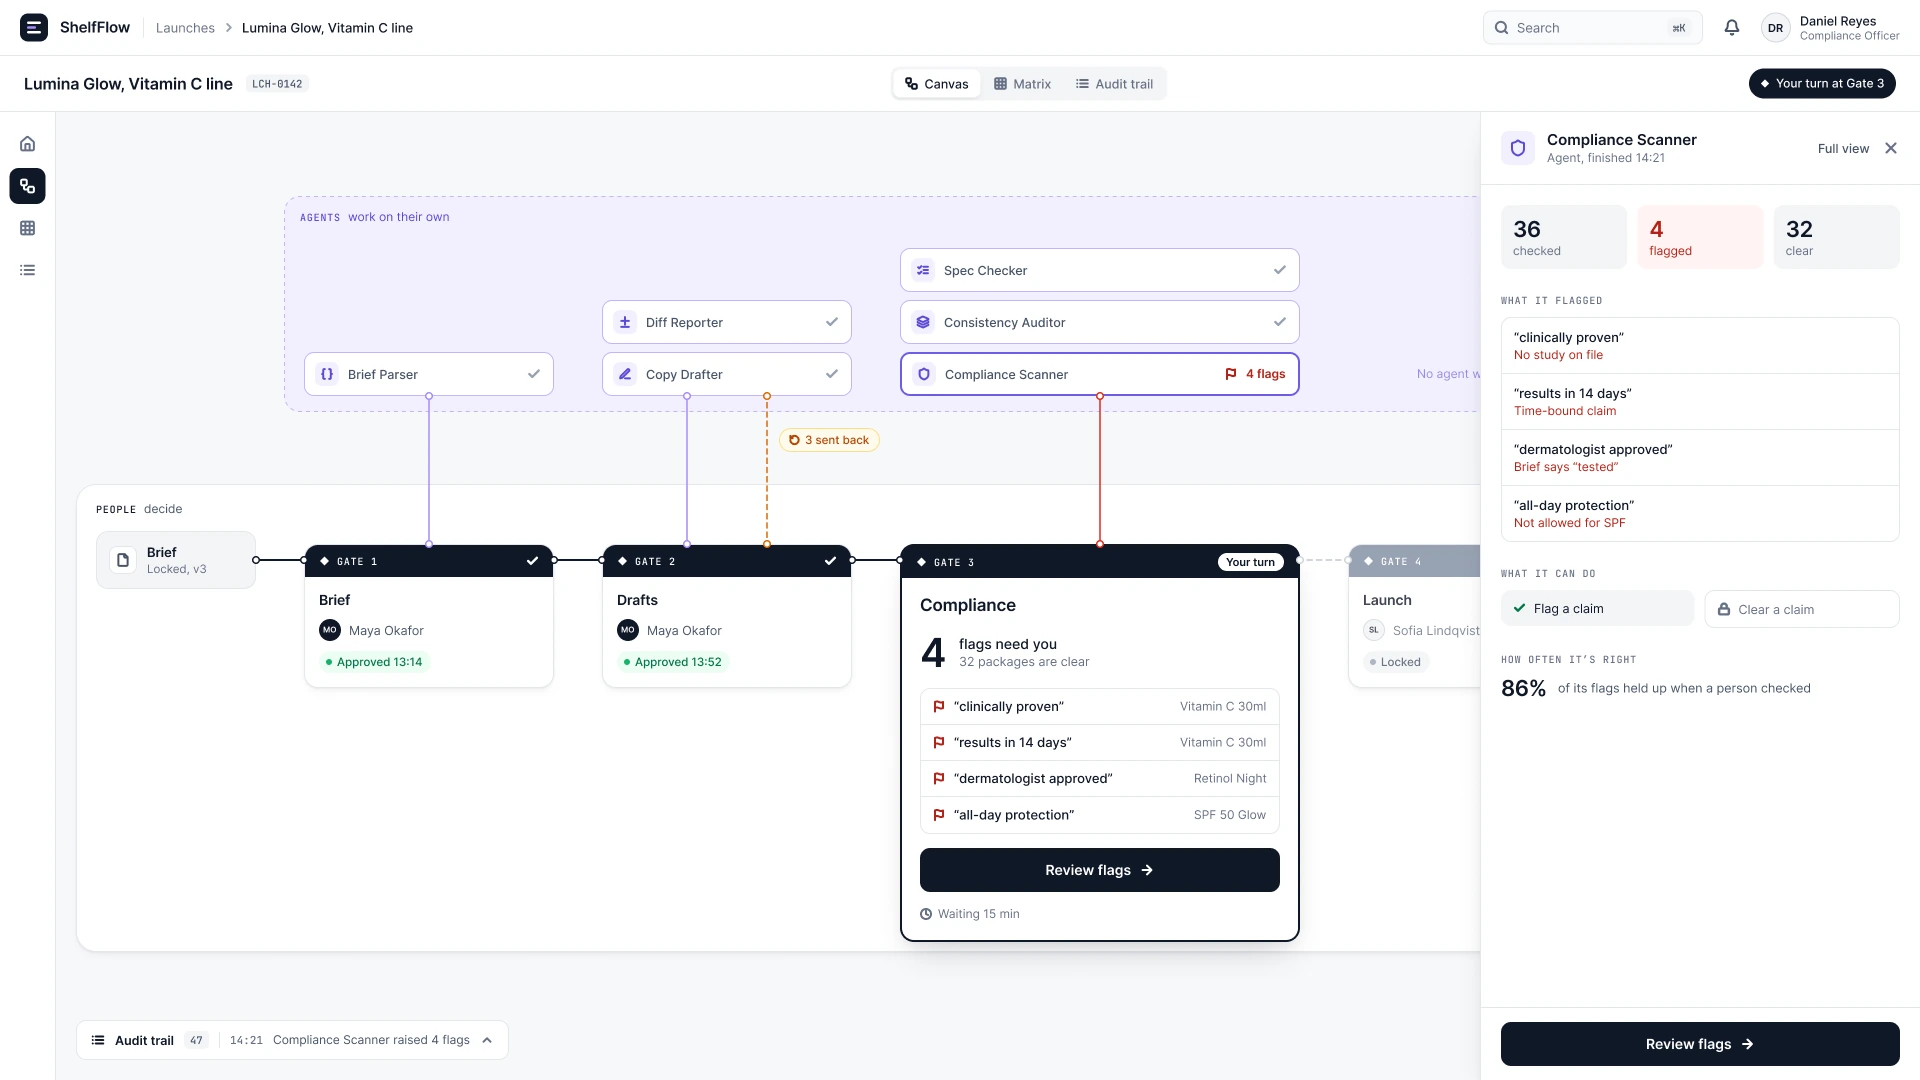 ShelfFlow
Launches
Lumina Glow, Vitamin C line
Search
⌘K
DR
Daniel Reyes
Compliance Officer
Lumina Glow, Vitamin C line
LCH-0142
Canvas
Matrix
Audit trail
Your turn at Gate 3
AGENTS work on their own
Spec Checker
Diff Reporter
Consistency Auditor
Brief Parser
Copy Drafter
Compliance Scanner
4 flags
No agent w
3 sent back
PEOPLE decide
Brief
Locked, v3
GATE 1
Brief
MO Maya Okafor
Approved 13:14
GATE 2
Drafts
MO Maya Okafor
Approved 13:52
GATE 3
Your turn
Compliance
4
flags need you
32 packages are clear
“clinically proven” Vitamin C 30ml
“results in 14 days” Vitamin C 30ml
“dermatologist approved” Retinol Night
“all-day protection” SPF 50 Glow
Review flags
Waiting 15 min
GATE 4
Launch
SL Sofia Lindqvist
Locked
Audit trail 47 14:21 Compliance Scanner raised 4 flags
Compliance Scanner
Agent, finished 14:21
Full view
36
checked
4
flagged
32
clear
WHAT IT FLAGGED
“clinically proven”
No study on file
“results in 14 days”
Time-bound claim
“dermatologist approved”
Brief says “tested”
“all-day protection”
Not allowed for SPF
WHAT IT CAN DO
Flag a claim
Clear a claim
HOW OFTEN IT’S RIGHT
86% of its flags held up when a person checked
Review flags